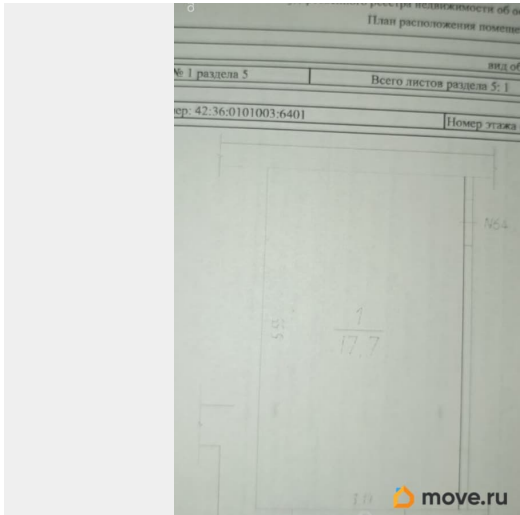 реестра недвижимости об
План расположения помеще
вид об
№ 1 раздела 5
Всего листов раздела 5: 1
ер: 42:36:0101003:6401
Номер этажа
N64
1
17.7
move.ru